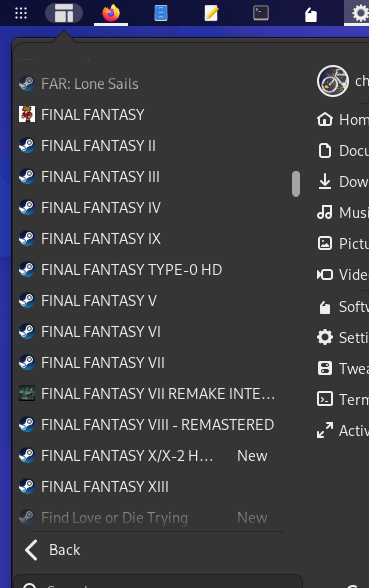 FAR: Lone Sails
FINAL FANTASY
FINAL FANTASY II
FINAL FANTASY III
FINAL FANTASY IV
FINAL FANTASY IX
FINAL FANTASY TYPE-0 HD
FINAL FANTASY V
FINAL FANTASY VI
FINAL FANTASY VII
FINAL FANTASY VII REMAKE INTE...
FINAL FANTASY VIII - REMASTERED
FINAL FANTASY X/X-2 H... New
FINAL FANTASY XIII
Find Love or Die Trying New
Back
ch
Hom
Docu
Dow
Musi
Pictu
Vide
Softw
Setti
Twea
Term
Activ